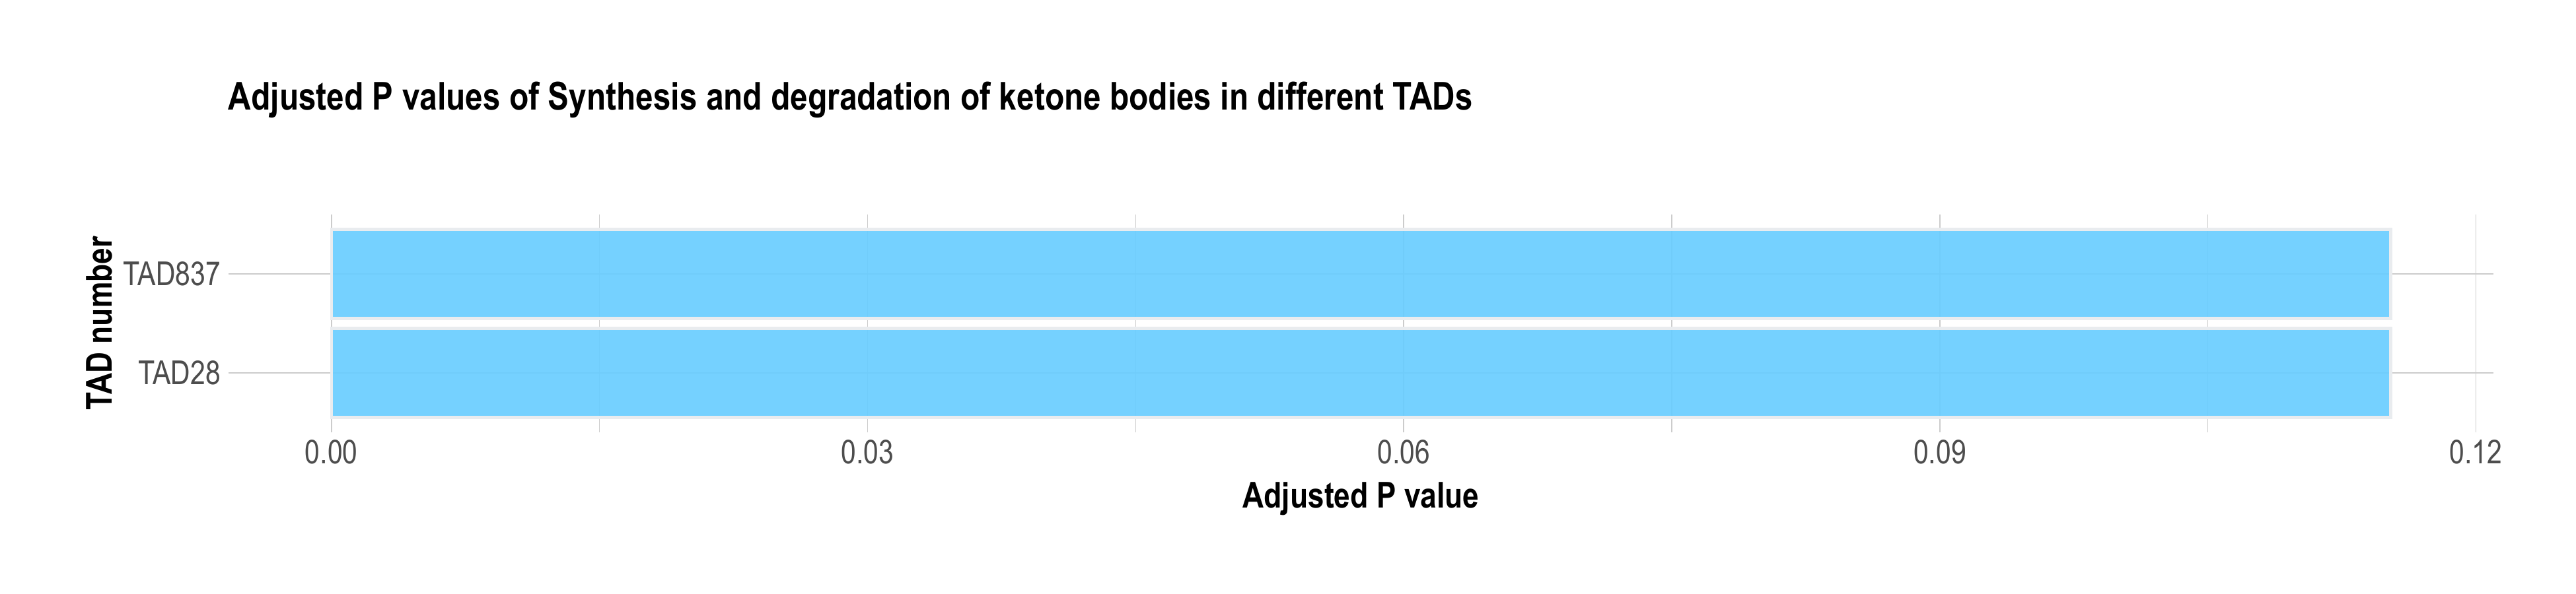 Adjusted P values of Synthesis and degradation of ketone bodies in different TADs
TAD number
TAD837
TAD28
0.00 0.03 0.06 0.09 0.12
Adjusted P value